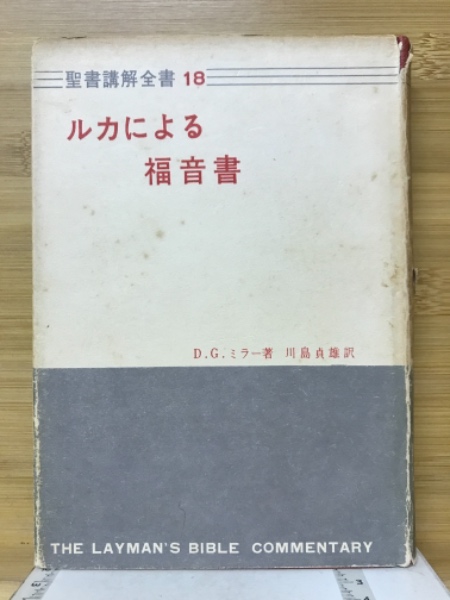 聖書講解全書 18
ルカによる
福音書
D.G.ミラー著 川島貞雄訳
THE LAYMAN'S BIBLE COMMENTARY